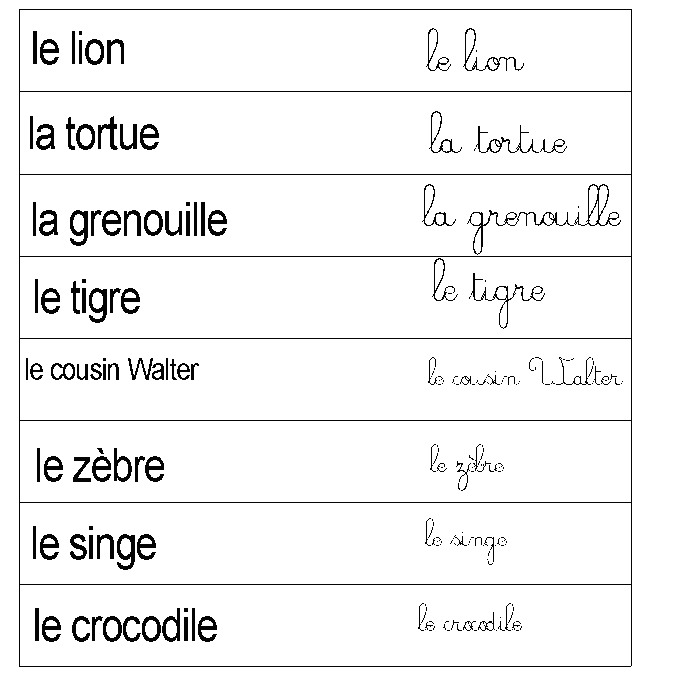 le lion le lion
la tortue la tortue
la grenouille la grenouille
le tigre le tigre
le cousin Walter le cousin Walter
le zèbre le zèbre
le singe le singe
le crocodile le crocodile